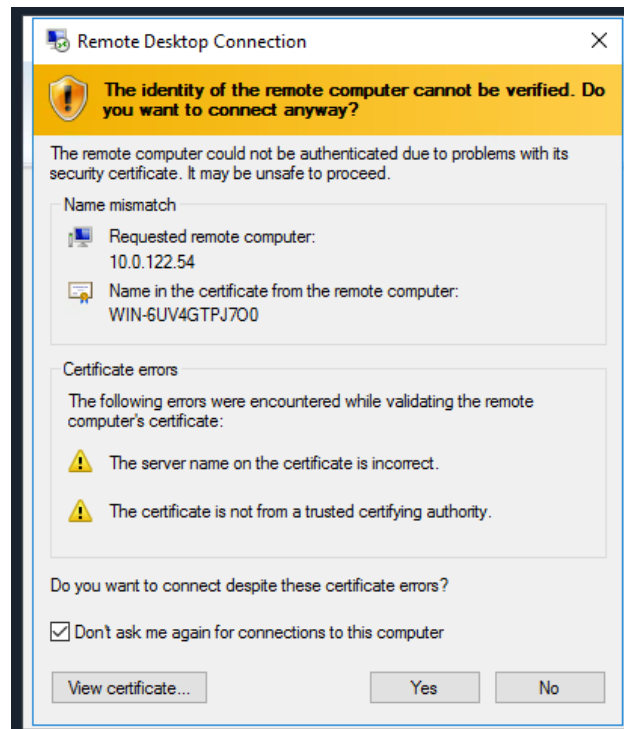 Remote Desktop Connection
The identity of the remote computer cannot be verified. Do
you want to connect anyway?
The remote computer could not be authenticated due to problems with its
security certificate. It may be unsafe to proceed.
Name mismatch
Requested remote computer:
10.0.122.54
Name in the certificate from the remote computer:
WIN-6UV4GTPJ7O0
Certificate errors
The following errors were encountered while validating the remote
computer's certificate:
The server name on the certificate is incorrect.
The certificate is not from a trusted certifying authority.
Do you want to connect despite these certificate errors?
Don't ask me again for connections to this computer
View certificate...
Yes
No